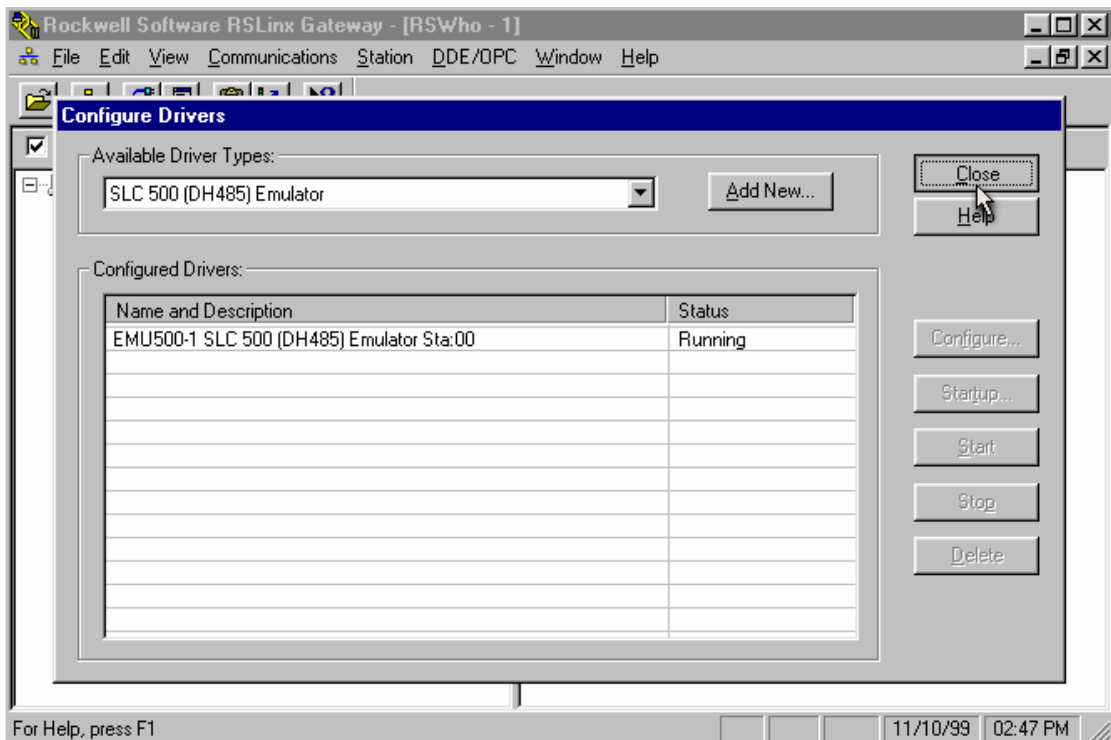 Rockwell Software RSLinx Gateway - [RSWho - 1]
File Edit View Communications Station DDE/OPC Window Help
Configure Drivers
Available Driver Types:
SLC 500 (DH485) Emulator
Add New...
Close
Help
Configured Drivers:
Name and Description Status
EMU500-1 SLC 500 (DH485) Emulator Sta:00 Running
Configure...
Startup...
Start
Stop
Delete
For Help, press F1 11/10/99 02:47 PM